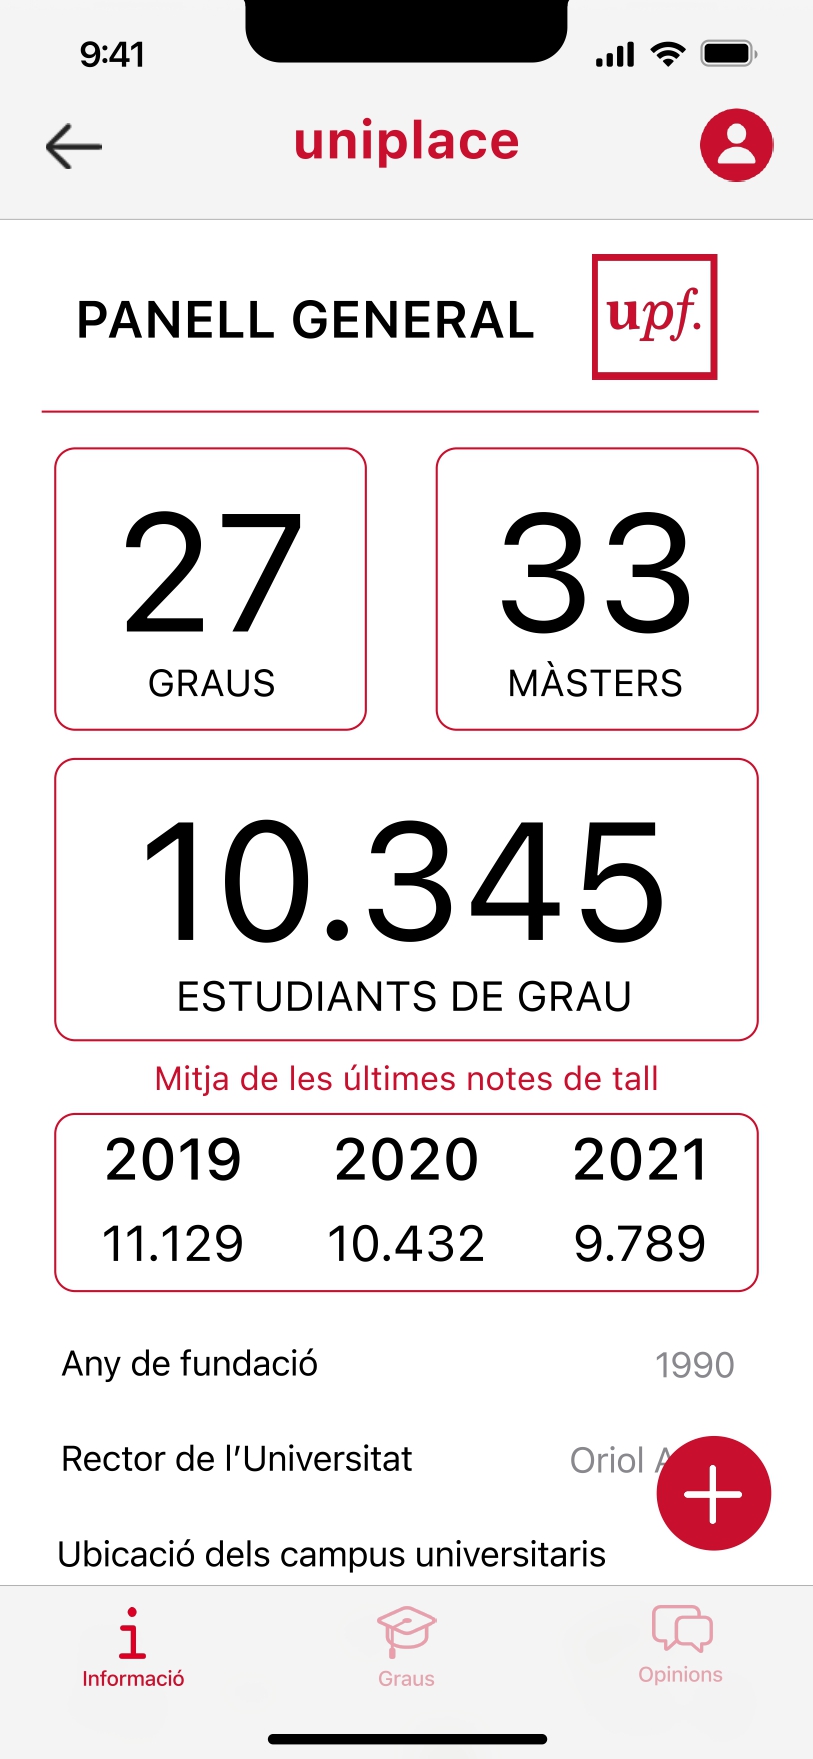 9:41
uniplace
PANELL GENERAL
upf.
27
GRAUS
33
MÀSTERS
10.345
ESTUDIANTS DE GRAU
Mitja de les últimes notes de tall
2019 2020 2021
11.129 10.432 9.789
Any de fundació 1990
Rector de l’Universitat Oriol
Ubicació dels campus universitaris
Informació Graus Opinions